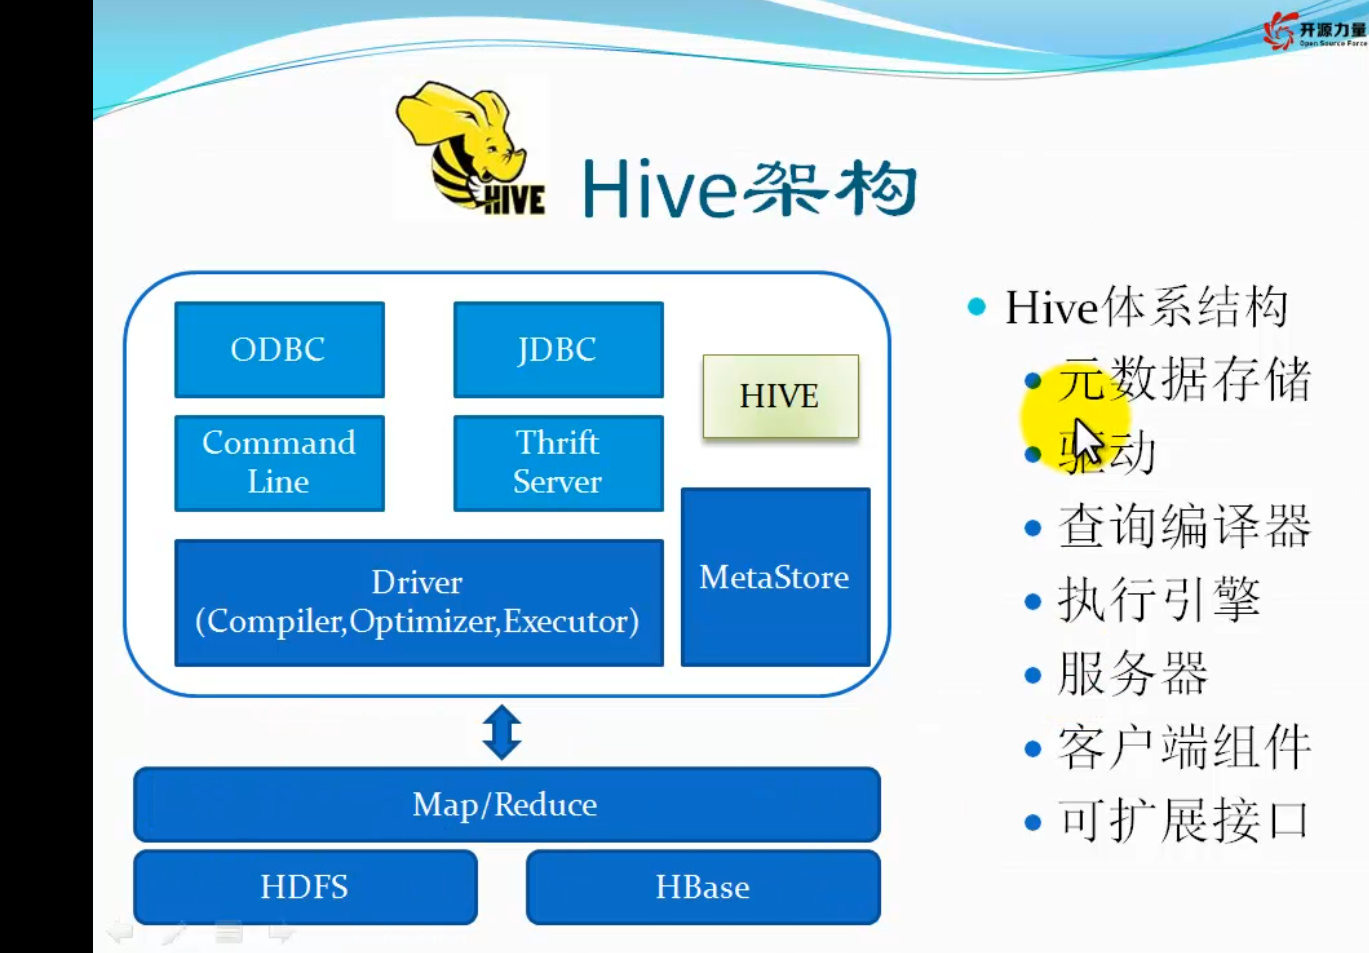 开源力量
Open Source Force
HIVE
Hive架构
ODBC
JDBC
HIVE
Command
Line
Thrift
Server
Driver
(Compiler,Optimizer,Executor)
MetaStore
Map/Reduce
HDFS
HBase
Hive体系结构
元数据存储
驱动
查询编译器
执行引擎
服务器
客户端组件
可扩展接口